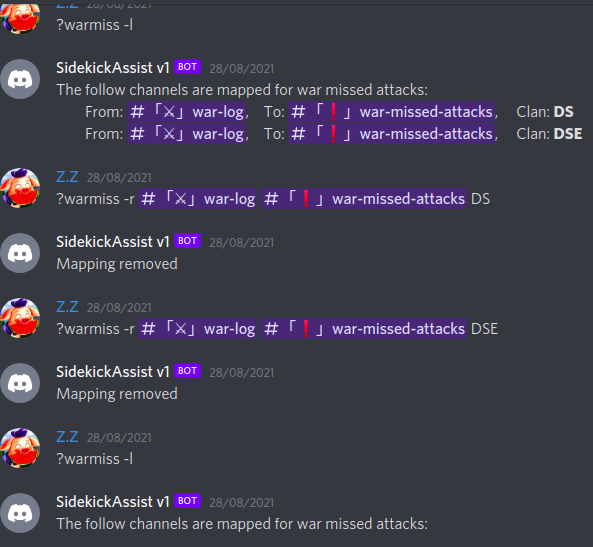 Z.Z 28/08/2021
?warmiss -l
SidekickAssist v1 BOT 28/08/2021
The follow channels are mapped for war missed attacks:
From: #「⚔」war-log, To: #「❗」war-missed-attacks, Clan: DS
From: #「⚔」war-log, To: #「❗」war-missed-attacks, Clan: DSE
Z.Z 28/08/2021
?warmiss -r #「⚔」war-log #「❗」war-missed-attacks DS
SidekickAssist v1 BOT 28/08/2021
Mapping removed
Z.Z 28/08/2021
?warmiss -r #「⚔」war-log #「❗」war-missed-attacks DSE
SidekickAssist v1 BOT 28/08/2021
Mapping removed
Z.Z 28/08/2021
?warmiss -l
SidekickAssist v1 BOT 28/08/2021
The follow channels are mapped for war missed attacks: